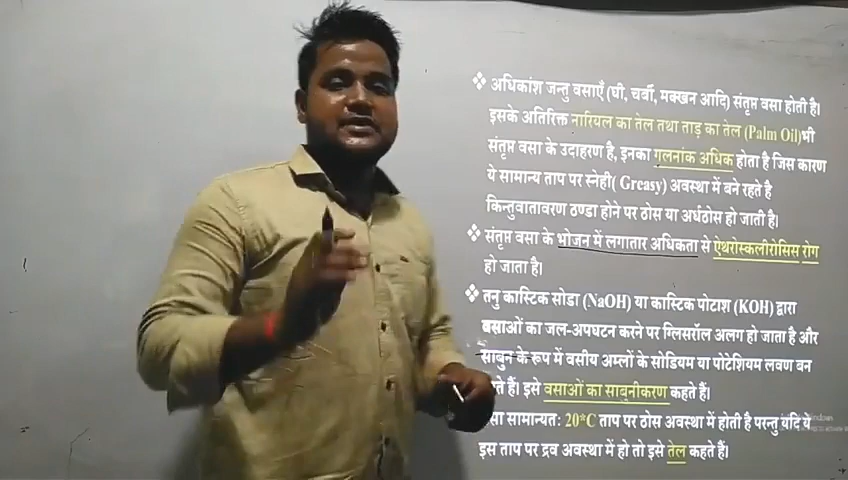 ❖ अधिकांश जन्तु वसाएँ (घी, चर्बी, मक्खन आदि) संतृप्त वसा होती है।
इसके अतिरिक्त नारियल का तेल तथा ताड़ का तेल (Palm Oil)भी
संतृप्त वसा के उदाहरण है, इनका गलनांक अधिक होता है जिस कारण
ये सामान्य ताप पर स्नेही( Greasy) अवस्था में बने रहते है
किन्तुवातावरण ठण्डा होने पर ठोस या अर्धठोस हो जाती है।
❖ संतृप्त वसा के भोजन में लगातार अधिकता से ऐथरोस्कलीरोसिस रोग
हो जाता है।
❖ तनु कास्टिक सोडा (NaOH) या कास्टिक पोटाश (KOH) द्वारा
वसाओं का जल-अपघटन करने पर ग्लिसरॉल अलग हो जाता है और
साबुन के रूप में वसीय अम्लों के सोडियम या पोटेशियम लवण बन
हैं। इसे वसाओं का साबुनीकरण कहते हैं।
सामान्यत: 20*C ताप पर ठोस अवस्था में होती है परन्तु यदि ये
इस ताप पर द्रव अवस्था में हो तो इसे तेल कहते हैं।